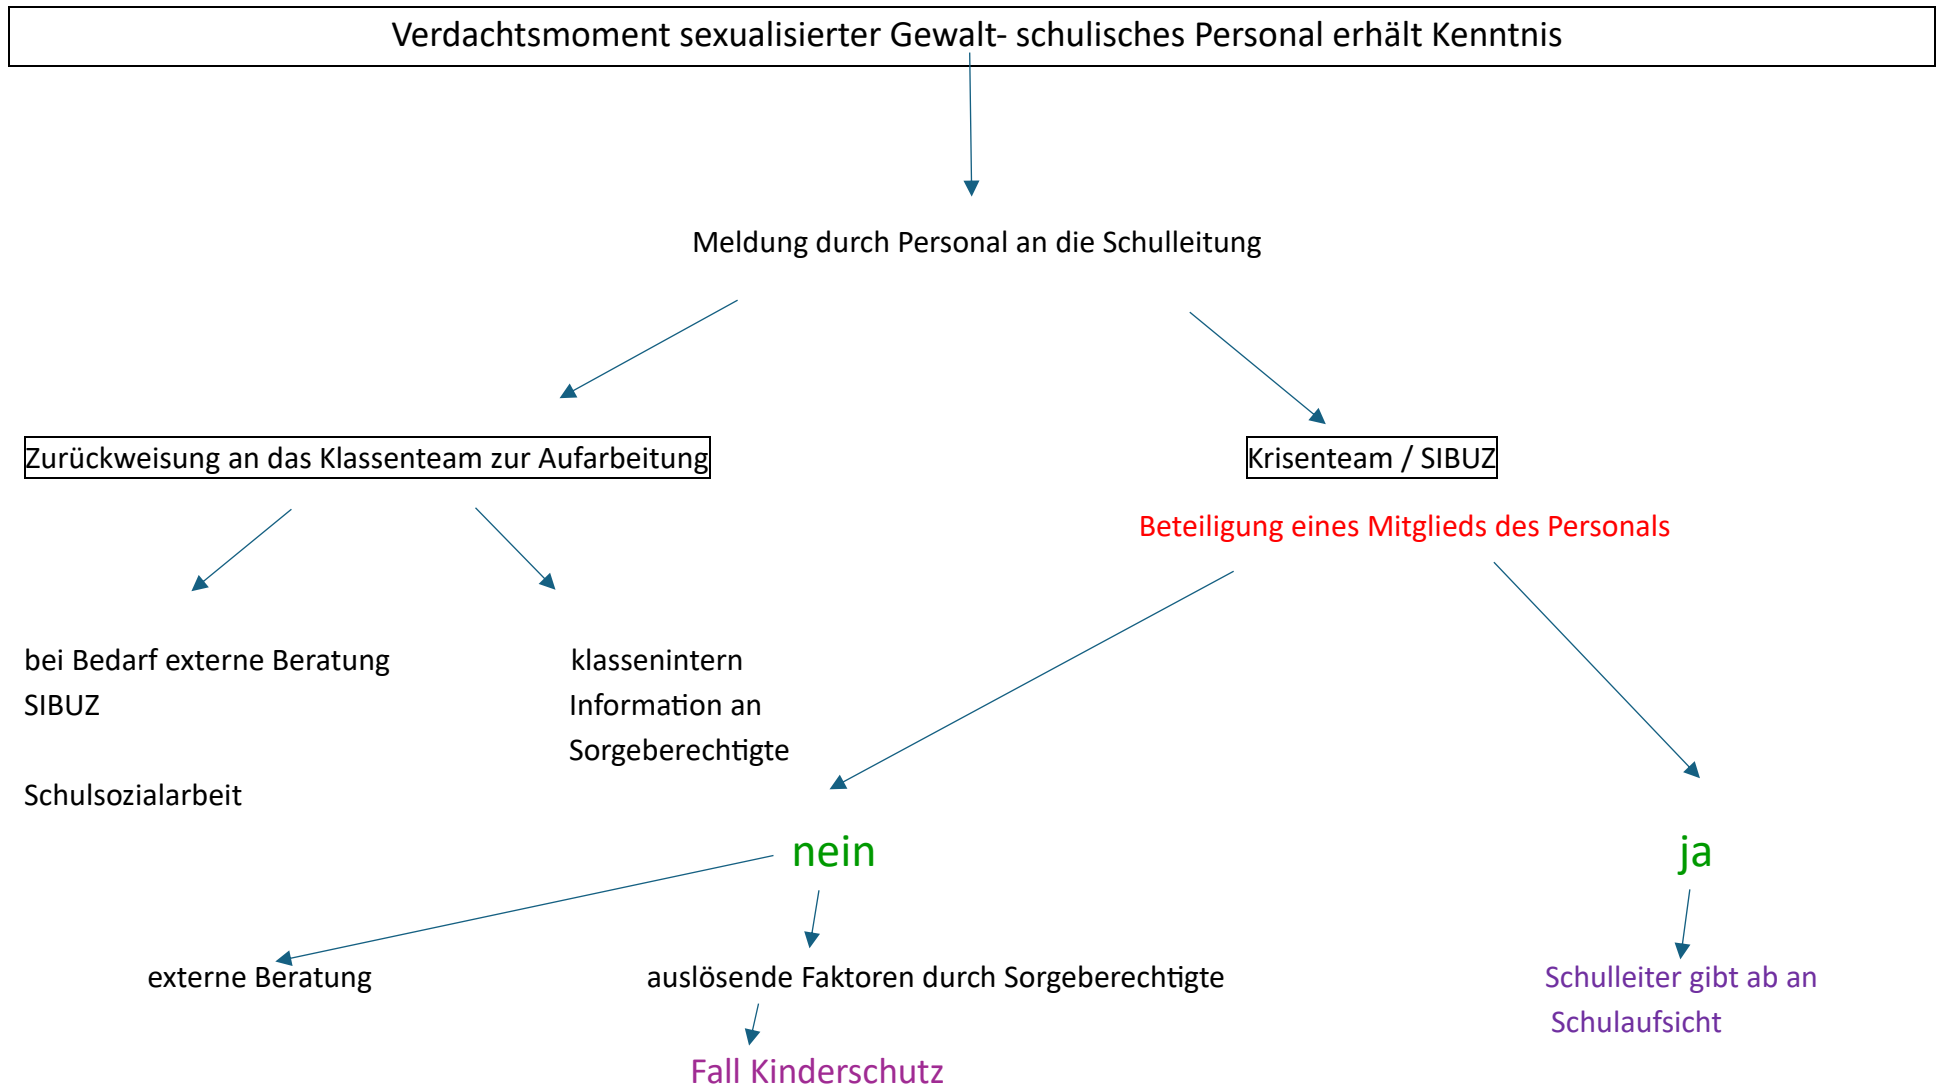 Verdachtsmoment sexualisierter Gewalt- schulisches Personal erhält Kenntnis
Meldung durch Personal an die Schulleitung
Zurückweisung an das Klassenteam zur Aufarbeitung
Krisenteam / SIBUZ
Beteiligung eines Mitglieds des Personals
bei Bedarf externe Beratung
SIBUZ
Schulsozialarbeit
klassenintern
Information an
Sorgeberechtigte
nein
ja
externe Beratung
auslösende Faktoren durch Sorgeberechtigte
Schulleiter gibt ab an
Schulaufsicht
Fall Kinderschutz